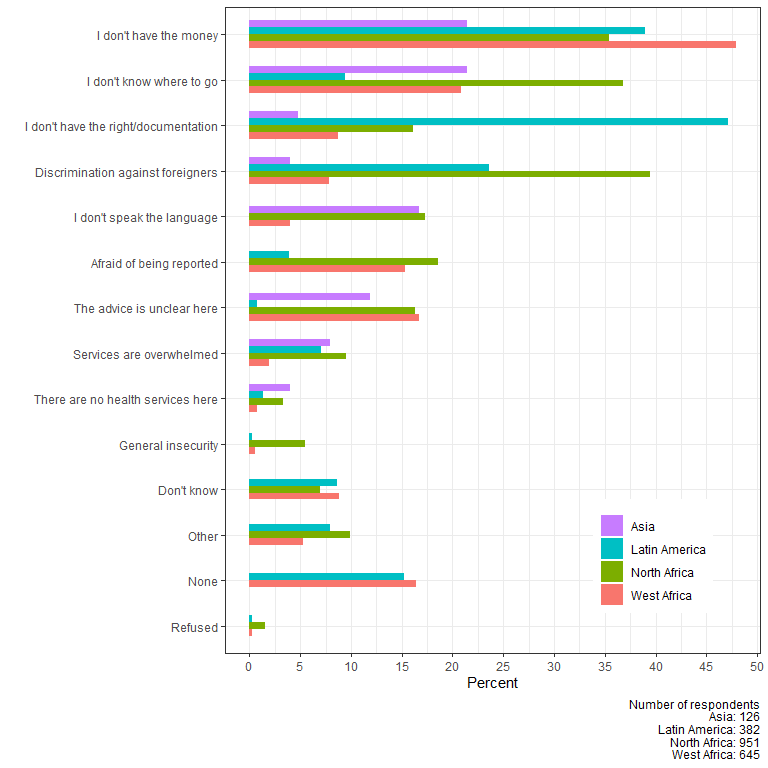 I don't have the money
I don't know where to go
I don't have the right/documentation
Discrimination against foreigners
I don't speak the language
Afraid of being reported
The advice is unclear here
Services are overwhelmed
There are no health services here
General insecurity
Don't know
Other
None
Refused
Asia
Latin America
North Africa
West Africa
0 5 10 15 20 25 30 35 40 45 50
Percent
Number of respondents
Asia: 126
Latin America: 382
North Africa: 951
West Africa: 645